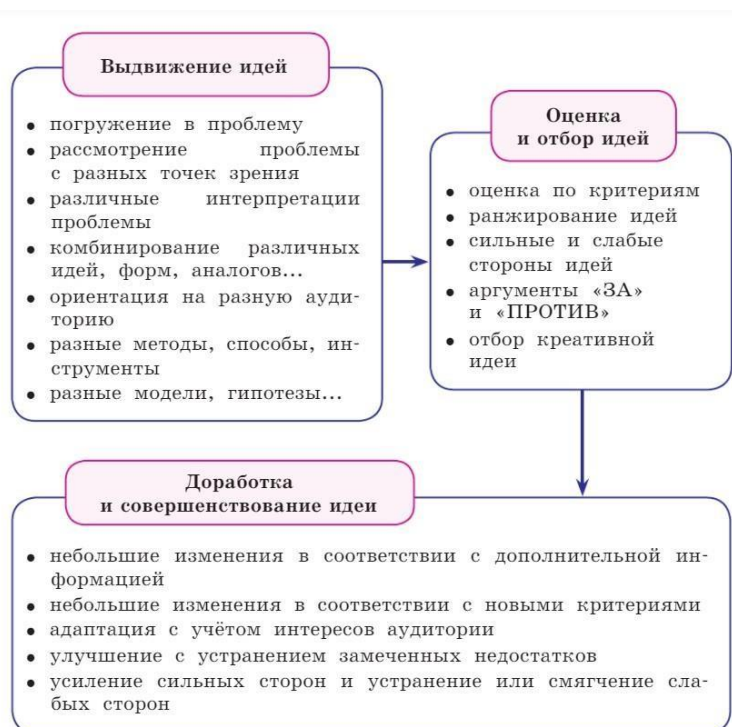 Выдвижение идей
• погружение в проблему
• рассмотрение проблемы
с разных точек зрения
• различные интерпретации
проблемы
• комбинирование различных
идей, форм, аналогов...
• ориентация на разную ауди-
торию
• разные методы, способы, ин-
струменты
• разные модели, гипотезы...
Оценка
и отбор идей
• оценка по критериям
• ранжирование идей
• сильные и слабые
стороны идей
• аргументы «ЗА»
и «ПРОТИВ»
• отбор креативной
идеи
Доработка
и совершенствование идеи
• небольшие изменения в соответствии с дополнительной ин-
формацией
• небольшие изменения в соответствии с новыми критериями
• адаптация с учётом интересов аудитории
• улучшение с устранением замеченных недостатков
• усиление сильных сторон и устранение или смягчение сла-
бых сторон